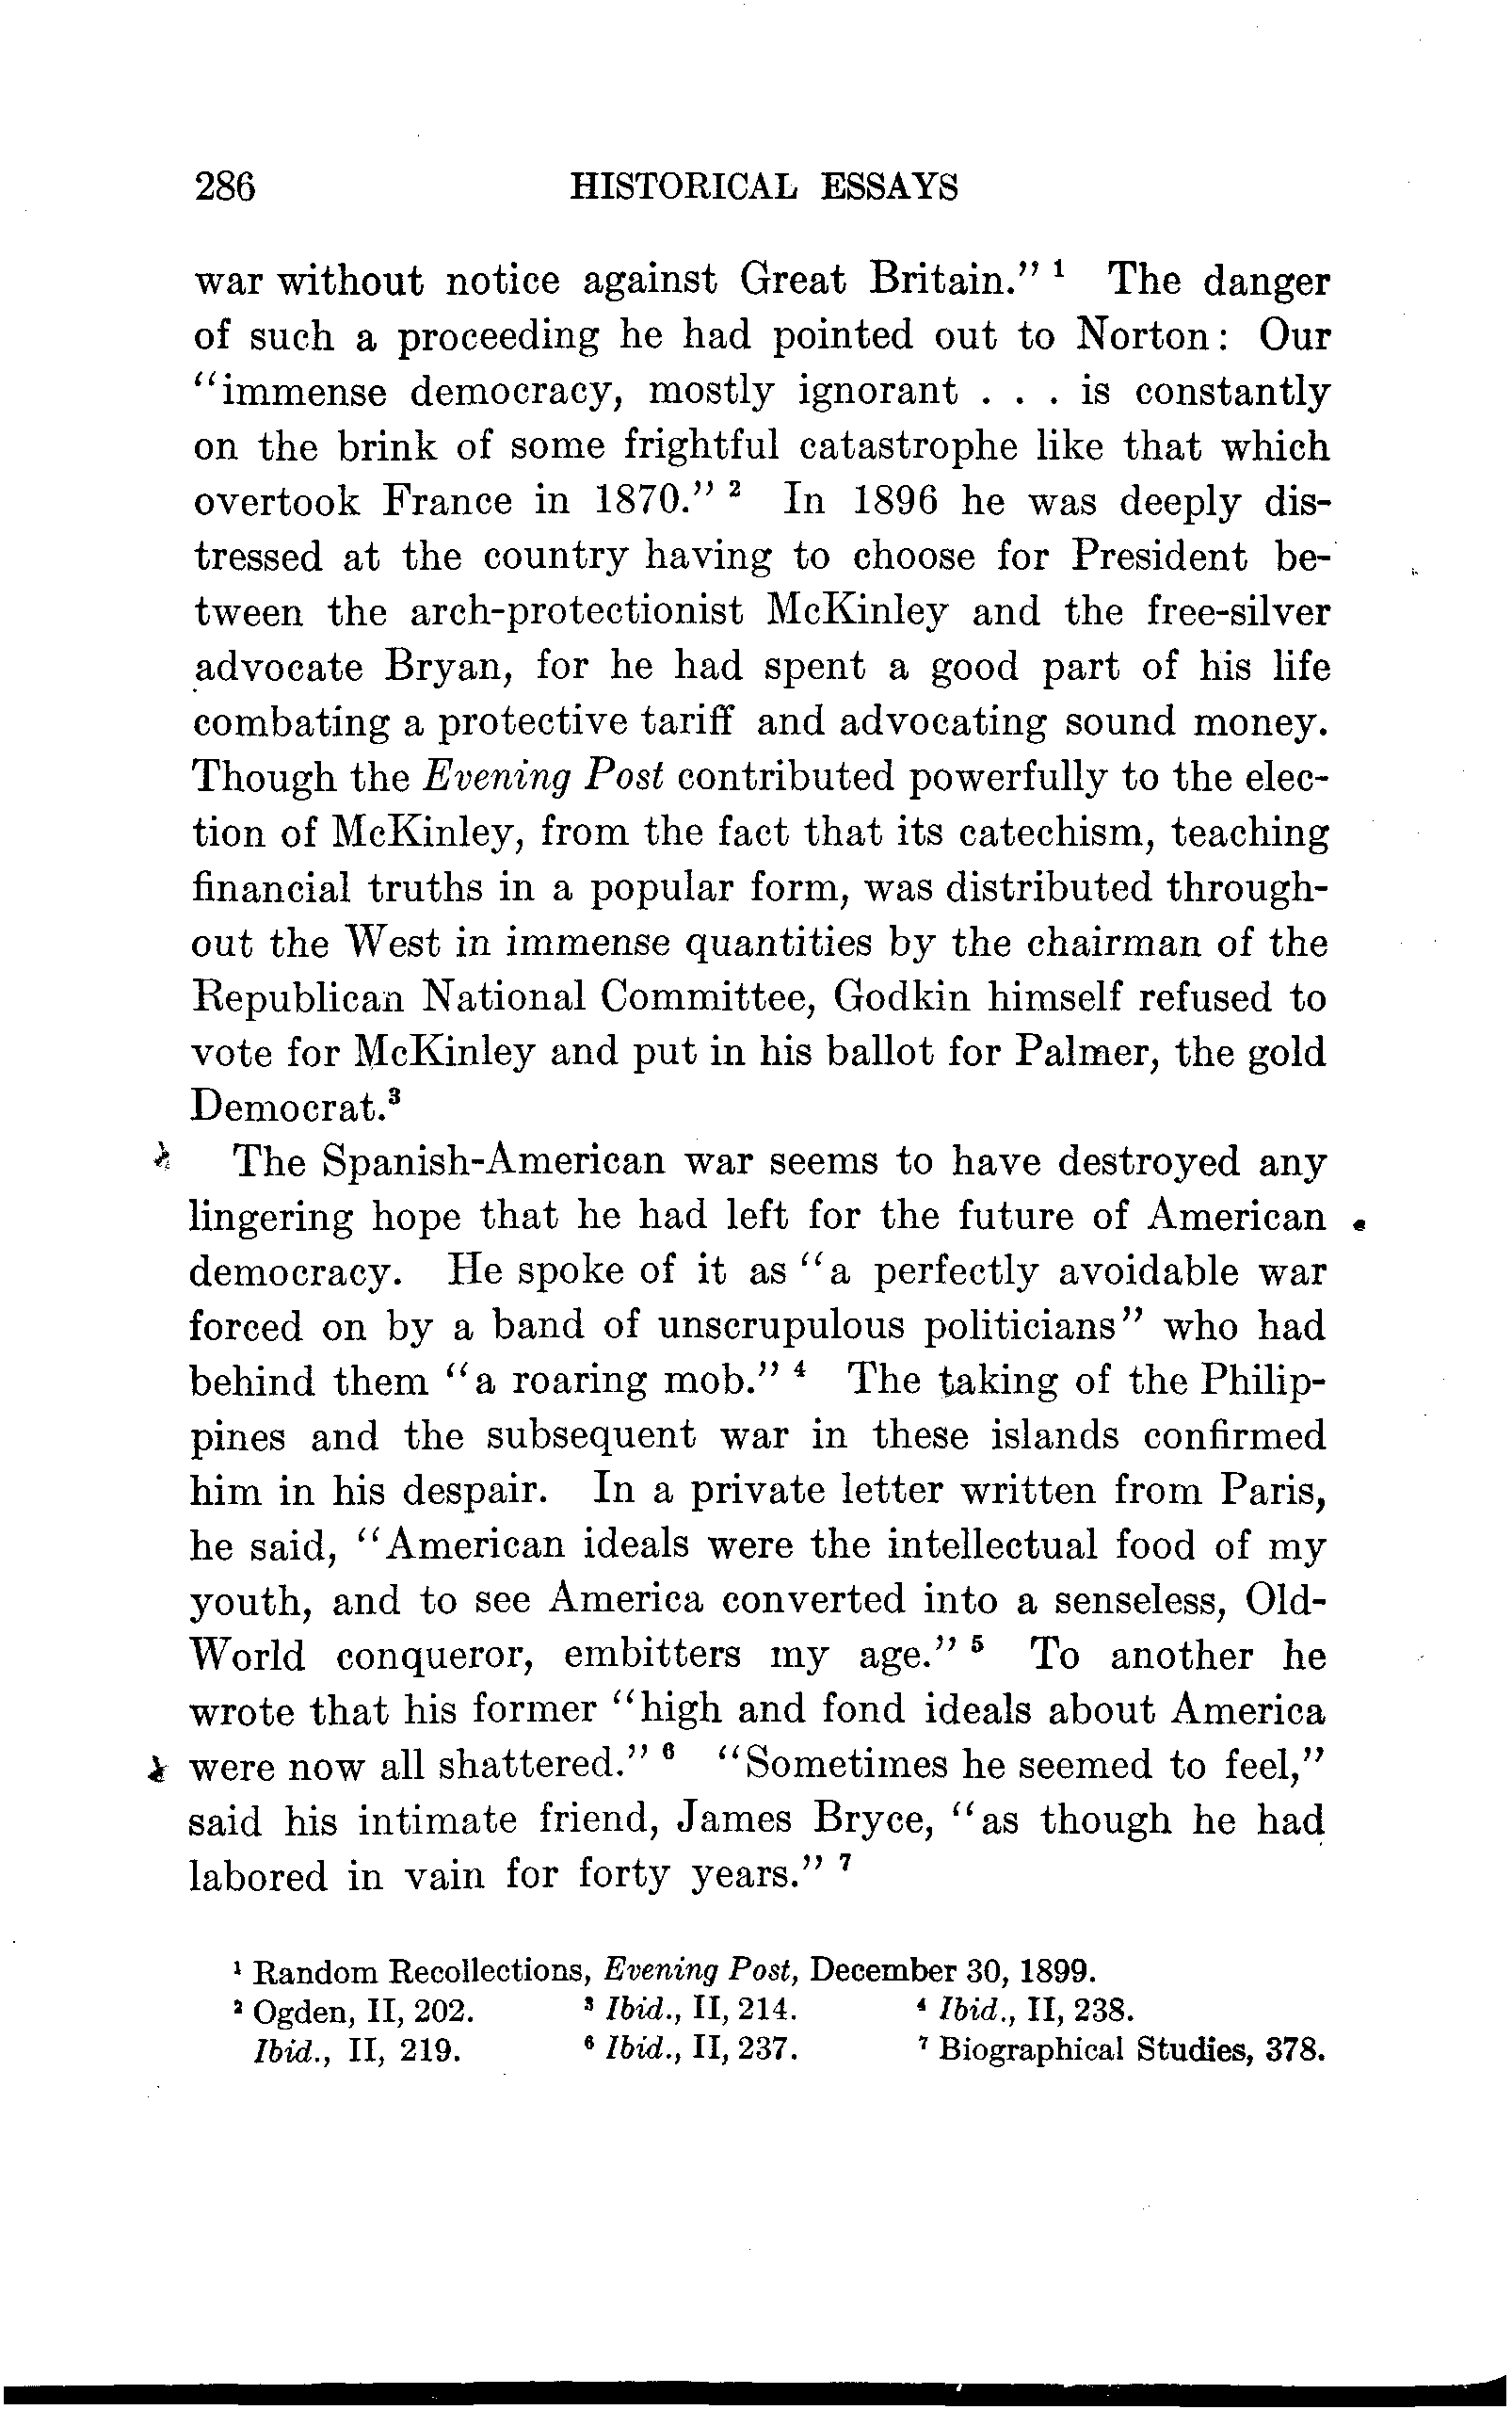 286 HISTORICAL ESSAYS
war without notice against Great Britain." ¹ The danger
of such a proceeding he had pointed out to Norton: Our
"immense democracy, mostly ignorant . . . is constantly
on the brink of some frightful catastrophe like that which
overtook France in 1870." ² In 1896 he was deeply dis-
tressed at the country having to choose for President be-
tween the arch-protectionist McKinley and the free-silver
advocate Bryan, for he had spent a good part of his life
combating a protective tariff and advocating sound money.
Though the Evening Post contributed powerfully to the elec-
tion of McKinley, from the fact that its catechism, teaching
financial truths in a popular form, was distributed through-
out the West in immense quantities by the chairman of the
Republican National Committee, Godkin himself refused to
vote for McKinley and put in his ballot for Palmer, the gold
Democrat.³
The Spanish-American war seems to have destroyed any
lingering hope that he had left for the future of American
democracy. He spoke of it as "a perfectly avoidable war
forced on by a band of unscrupulous politicians" who had
behind them "a roaring mob." ⁴ The taking of the Philip-
pines and the subsequent war in these islands confirmed
him in his despair. In a private letter written from Paris,
he said, "American ideals were the intellectual food of my
youth, and to see America converted into a senseless, Old-
World conqueror, embitters my age." ⁵ To another he
wrote that his former "high and fond ideals about America
were now all shattered." ⁶ "Sometimes he seemed to feel,"
said his intimate friend, James Bryce, "as though he had
labored in vain for forty years." ⁷
¹ Random Recollections, Evening Post, December 30, 1899.
² Ogden, II, 202. ³ Ibid., II, 214. ⁴ Ibid., II, 238.
Ibid., II, 219. ⁶ Ibid., II, 237. ⁷ Biographical Studies, 378.